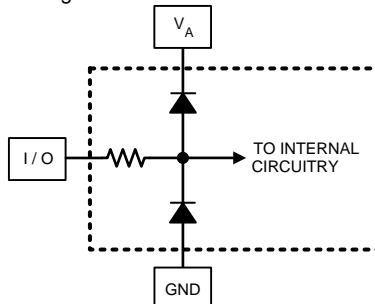 V_A
I / O
TO INTERNAL
CIRCUITRY
GND